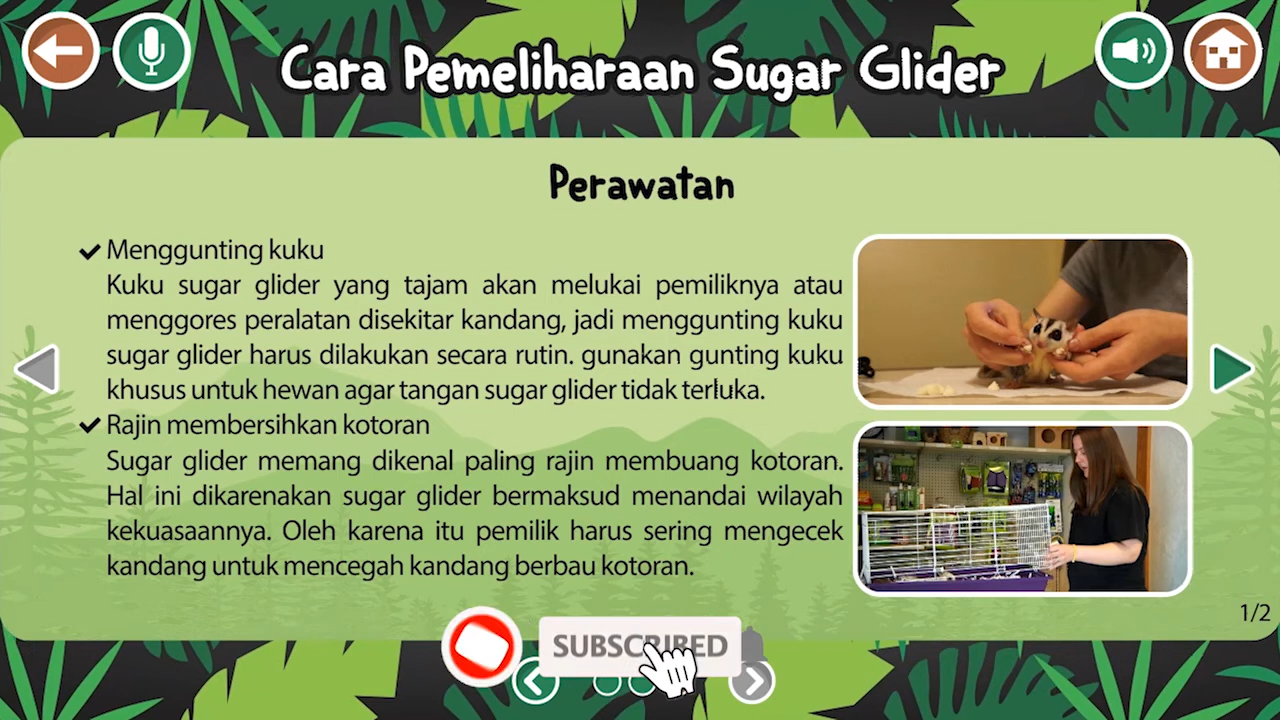 Cara Pemeliharaan Sugar Glider
Perawatan
Menggunting kuku
Kuku sugar glider yang tajam akan melukai pemiliknya atau
menggores peralatan disekitar kandang, jadi menggunting kuku
sugar glider harus dilakukan secara rutin. gunakan gunting kuku
khusus untuk hewan agar tangan sugar glider tidak terluka.
Rajin membersihkan kotoran
Sugar glider memang dikenal paling rajin membuang kotoran.
Hal ini dikarenakan sugar glider bermaksud menandai wilayah
kekuasaannya. Oleh karena itu pemilik harus sering mengecek
kandang untuk mencegah kandang berbau kotoran.
1/2
SUBSCRIBED